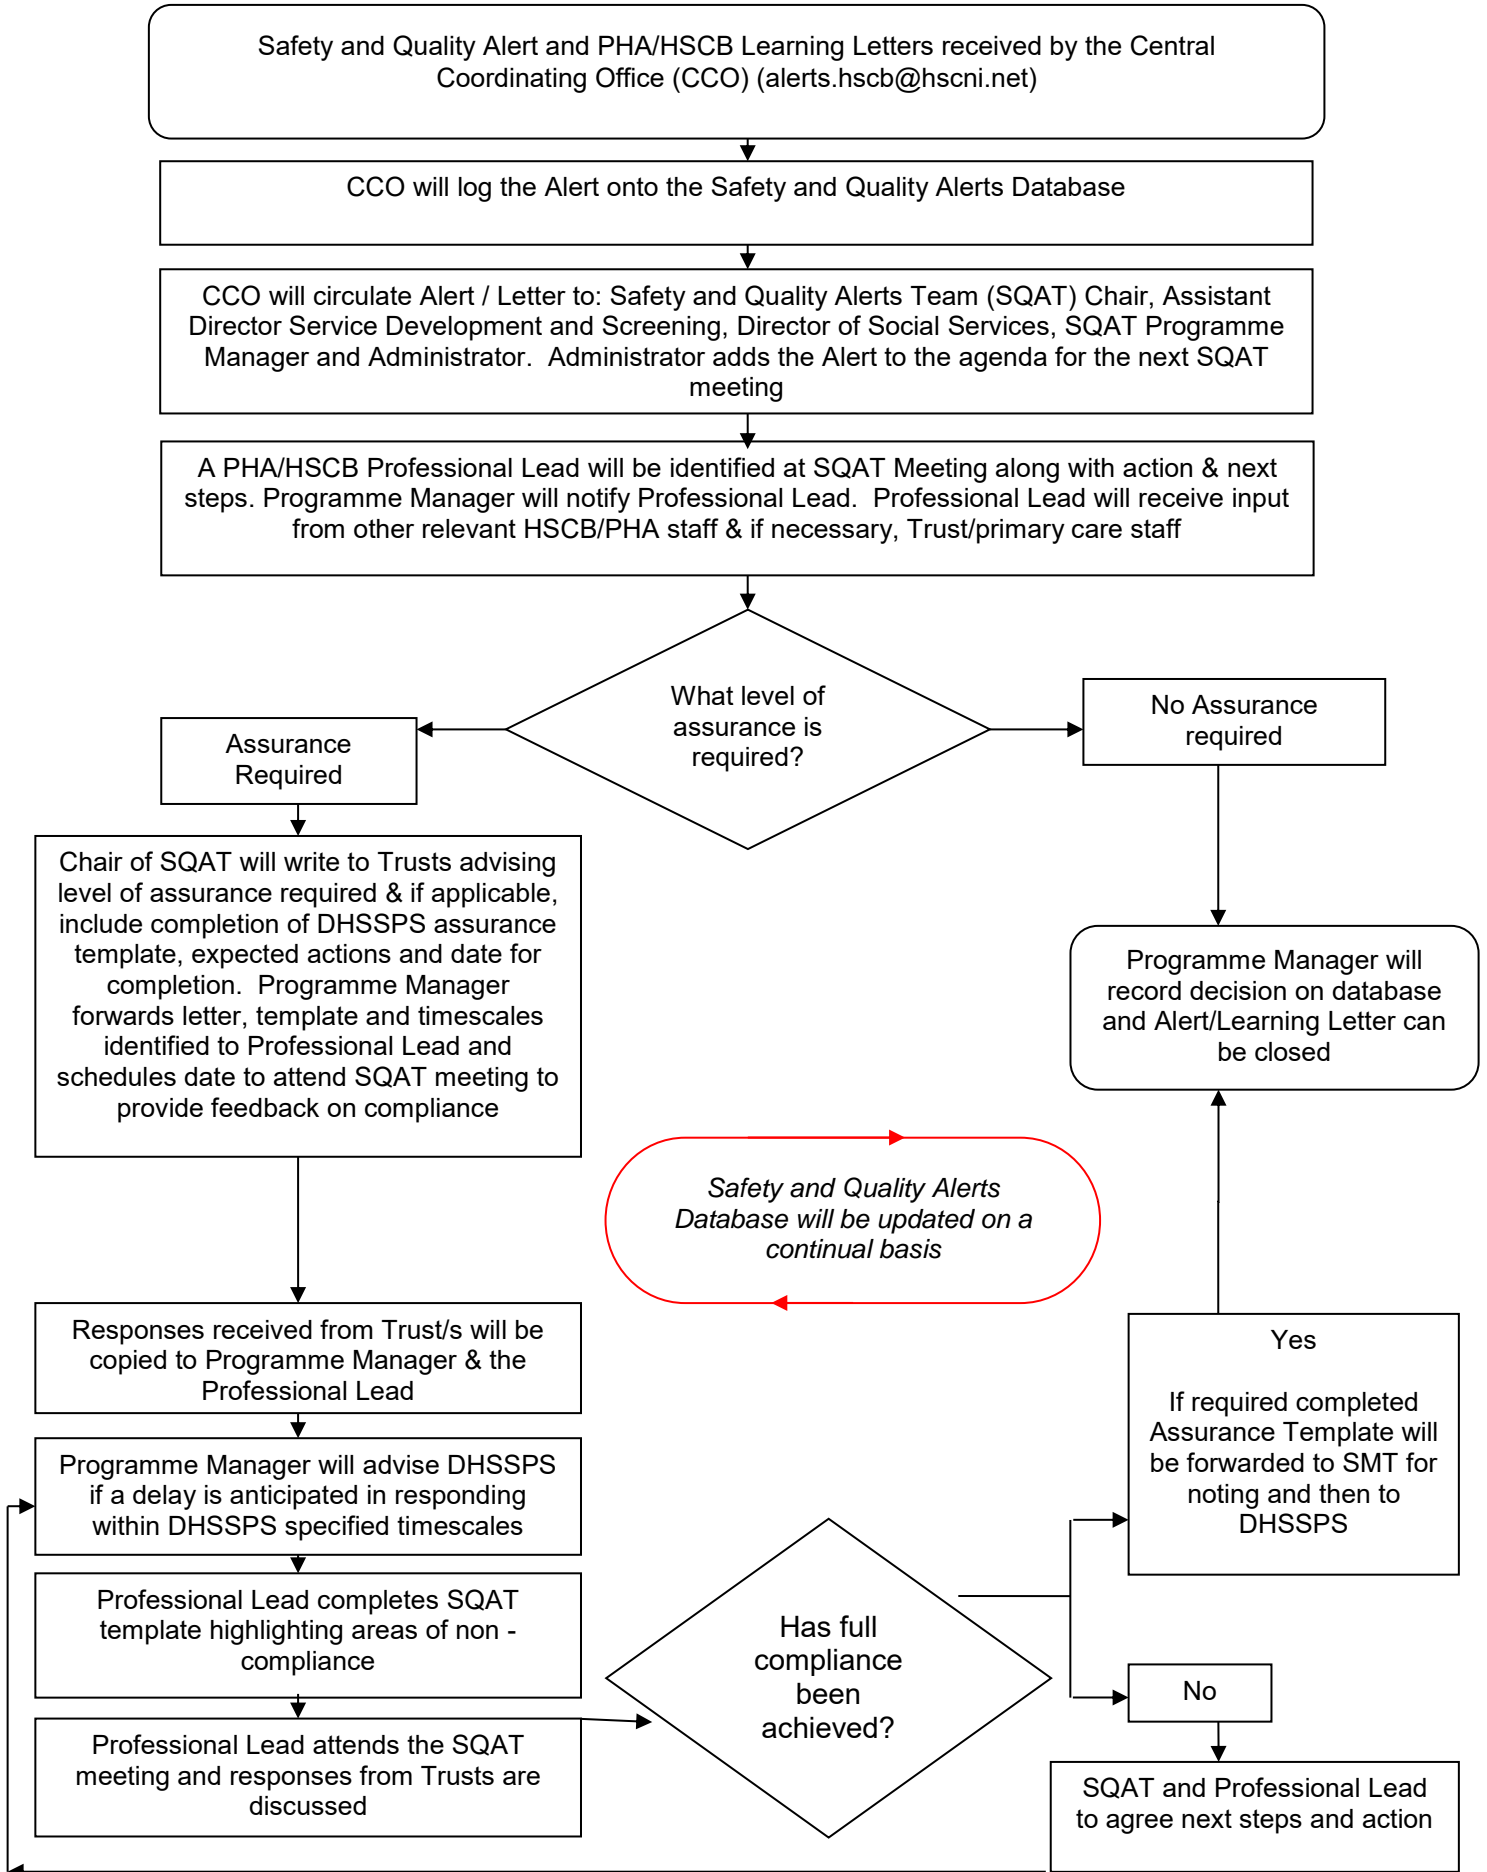 Safety and Quality Alert and PHA/HSCB Learning Letters received by the Central
Coordinating Office (CCO) (alerts.hscb@hscni.net)
CCO will log the Alert onto the Safety and Quality Alerts Database
CCO will circulate Alert / Letter to: Safety and Quality Alerts Team (SQAT) Chair, Assistant
Director Service Development and Screening, Director of Social Services, SQAT Programme
Manager and Administrator.  Administrator adds the Alert to the agenda for the next SQAT
meeting
A PHA/HSCB Professional Lead will be identified at SQAT Meeting along with action & next
steps. Programme Manager will notify Professional Lead.  Professional Lead will receive input
from other relevant HSCB/PHA staff & if necessary, Trust/primary care staff
What level of
assurance is
required?
Assurance
Required
No Assurance
required
Chair of SQAT will write to Trusts advising
level of assurance required & if applicable,
include completion of DHSSPS assurance
template, expected actions and date for
completion.  Programme Manager
forwards letter, template and timescales
identified to Professional Lead and
schedules date to attend SQAT meeting to
provide feedback on compliance
Programme Manager will
record decision on database
and Alert/Learning Letter can
be closed
Safety and Quality Alerts
Database will be updated on a
continual basis
Responses received from Trust/s will be
copied to Programme Manager & the
Professional Lead
Programme Manager will advise DHSSPS
if a delay is anticipated in responding
within DHSSPS specified timescales
Professional Lead completes SQAT
template highlighting areas of non -
compliance
Professional Lead attends the SQAT
meeting and responses from Trusts are
discussed
Has full
compliance
been
achieved?
Yes
If required completed
Assurance Template will
be forwarded to SMT for
noting and then to
DHSSPS
No
SQAT and Professional Lead
to agree next steps and action